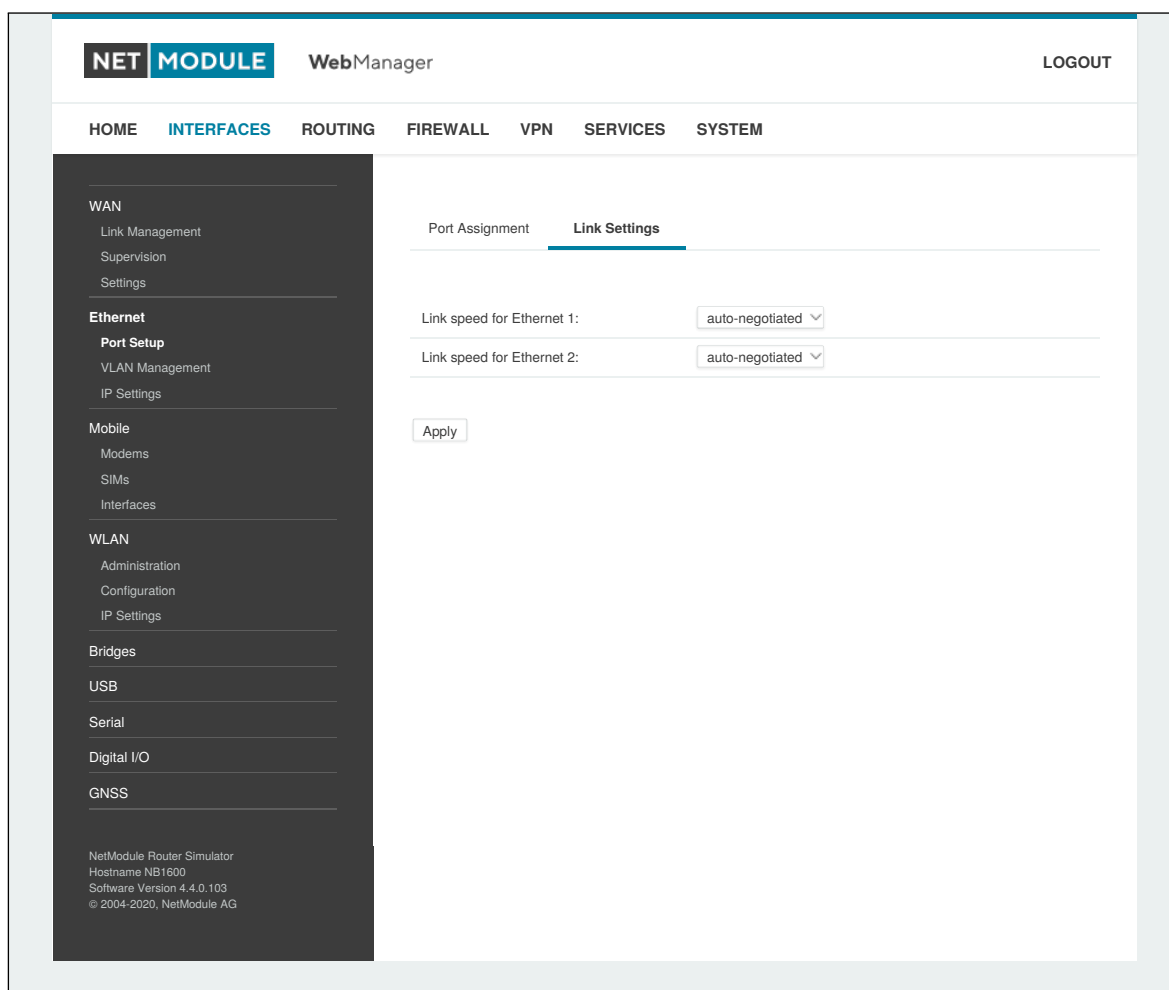 NET MODULE WebManager LOGOUT
HOME INTERFACES ROUTING FIREWALL VPN SERVICES SYSTEM
WAN
Link Management
Supervision
Settings
Ethernet
Port Setup
VLAN Management
IP Settings
Mobile
Modems
SIMs
Interfaces
WLAN
Administration
Configuration
IP Settings
Bridges
USB
Serial
Digital I/O
GNSS
NetModule Router Simulator
Hostname NB1600
Software Version 4.4.0.103
© 2004-2020, NetModule AG
Port Assignment Link Settings
Link speed for Ethernet 1: auto-negotiated
Link speed for Ethernet 2: auto-negotiated
Apply